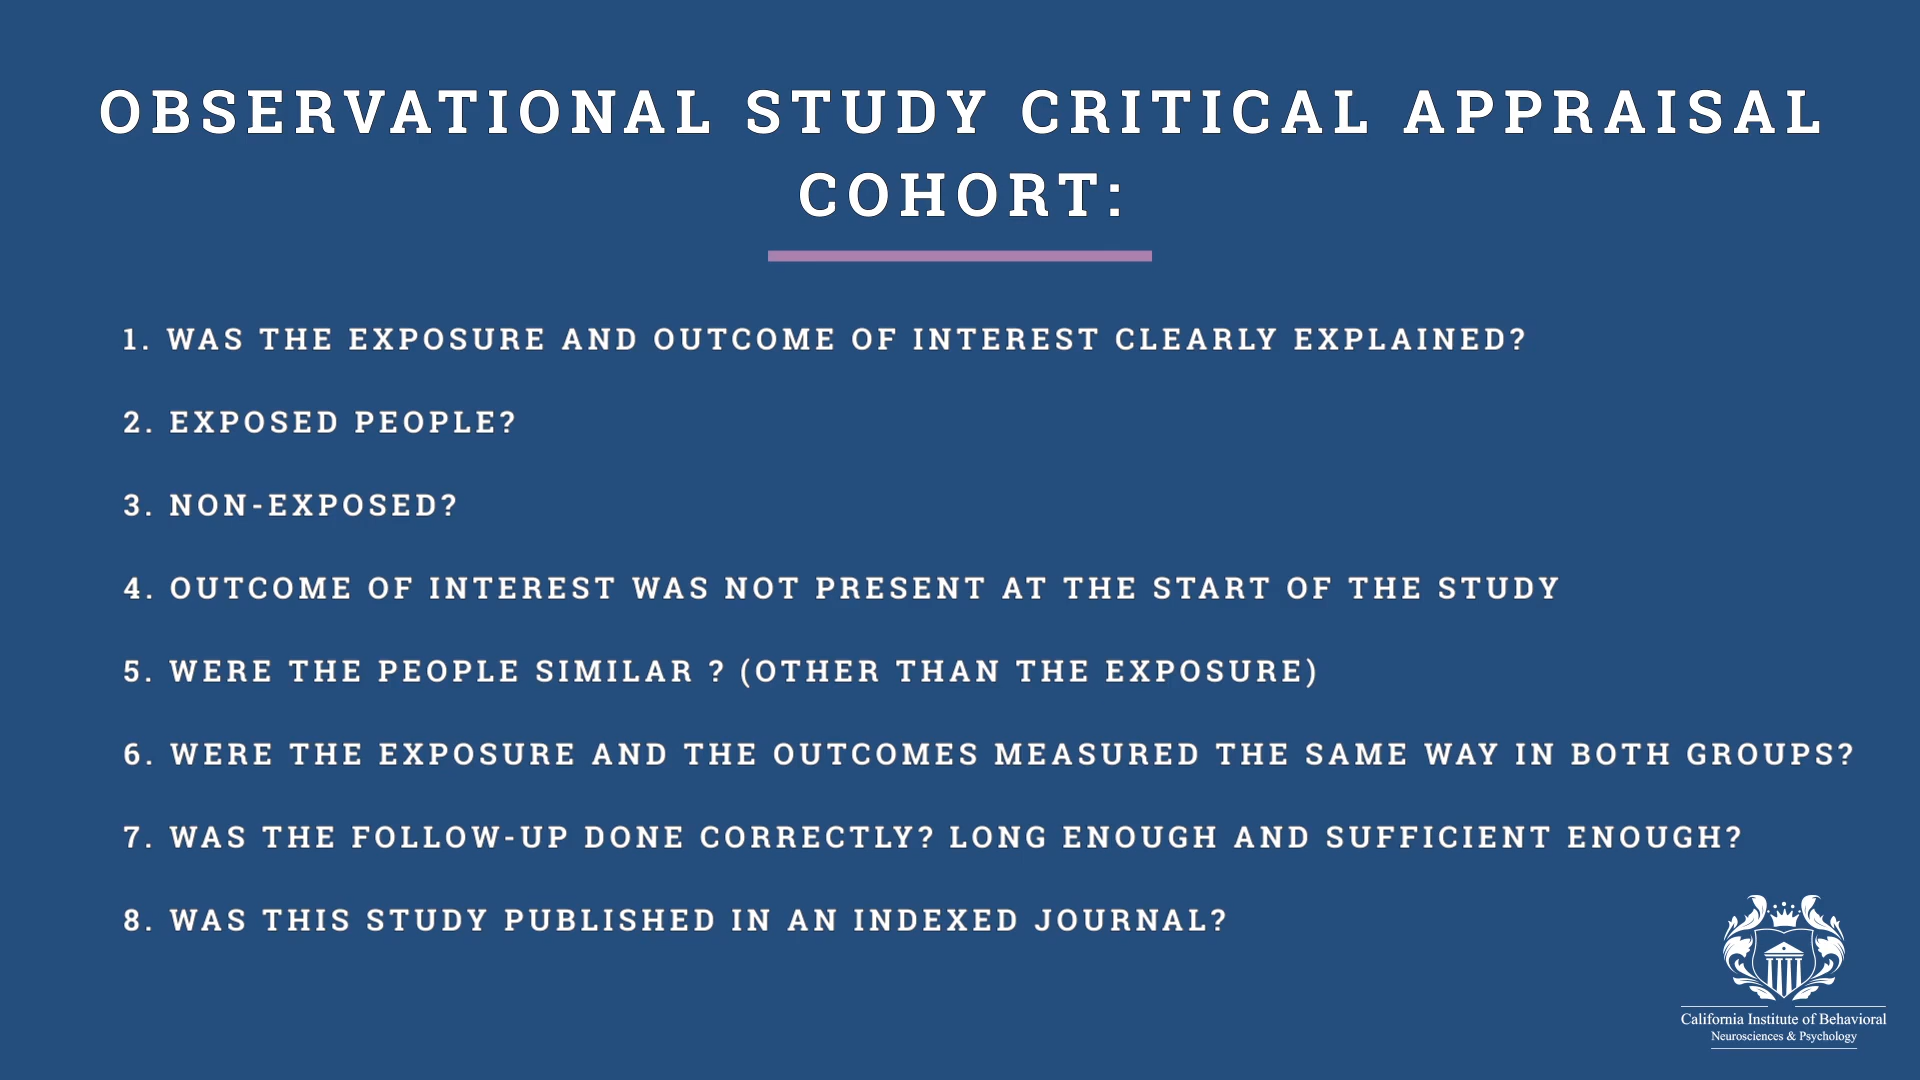 OBSERVATIONAL STUDY CRITICAL APPRAISAL
COHORT:
1. WAS THE EXPOSURE AND OUTCOME OF INTEREST CLEARLY EXPLAINED?
2. EXPOSED PEOPLE?
3. NON-EXPOSED?
4. OUTCOME OF INTEREST WAS NOT PRESENT AT THE START OF THE STUDY
5. WERE THE PEOPLE SIMILAR ? (OTHER THAN THE EXPOSURE)
6. WERE THE EXPOSURE AND THE OUTCOMES MEASURED THE SAME WAY IN BOTH GROUPS?
7. WAS THE FOLLOW-UP DONE CORRECTLY? LONG ENOUGH AND SUFFICIENT ENOUGH?
8. WAS THIS STUDY PUBLISHED IN AN INDEXED JOURNAL?
California Institute of Behavioral
Neurosciences & Psychology